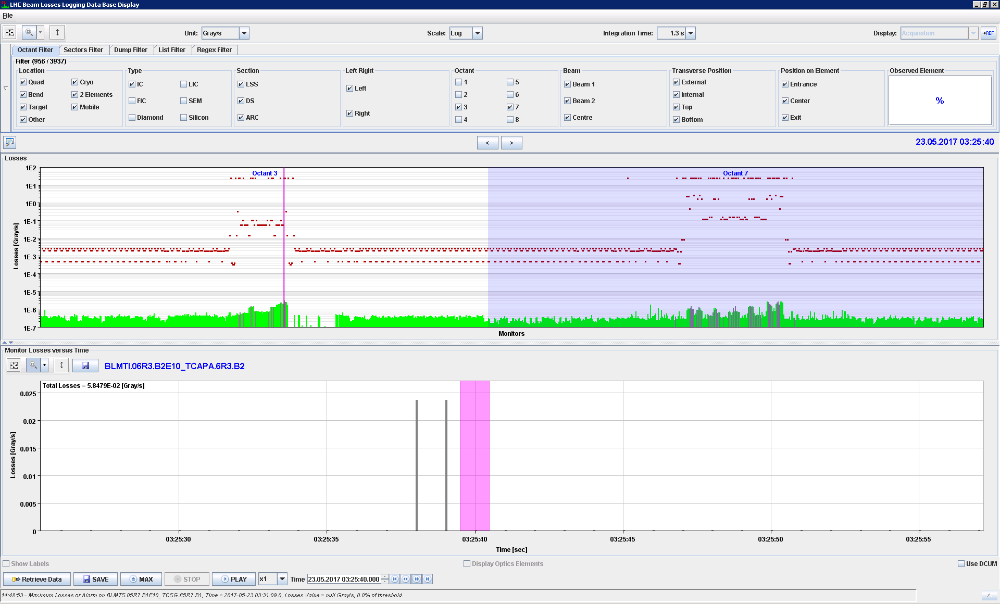 LHC Beam Losses Logging Data Base Display
File
Unit: Gray/s Scale: Log Integration Time: 1.3 s Display: Acquisition →REF
Octant Filter Sectors Filter Dump Filter List Filter Regex Filter
Filter (956 / 3937)
Location Type Section Left Right Octant Beam Transverse Position Position on Element Observed Element
Quad Cryo IC LIC LSS Left 1 5 Beam 1 External Entrance
Bend 2 Elements FIC SEM DS Right 2 6 Beam 2 Internal Center %
Target Mobile Diamond Silicon ARC 3 7 Centre Top Exit
Other 4 8 Bottom
< > 23.05.2017 03:25:40
Losses
Octant 3 Octant 7
1E2
1E1
1E0
1E-1
1E-2
1E-3
1E-4
1E-5
1E-6
1E-7
Losses [Gray/s]
Monitors
Monitor Losses versus Time
BLMTI.06R3.B2E10_TCAPA.6R3.B2
Total Losses = 5.8479E-02 [Gray/s]
0.025
0.02
0.015
0.01
0.005
0
Losses [Gray/s]
03:25:30 03:25:35 03:25:40 03:25:45 03:25:50 03:25:55
Time [sec]
Show Labels Display Optics Elements Use DCUM
Retrieve Data SAVE MAX STOP PLAY x1 Time 23.05.2017 03:25:40.000
14:48:53 - Maximum Losses or Alarm on BLMTS.05R7.B1E10_TCSG.E5R7.B1, Time = 2017-05-23 03:31:09.0, Losses Value = null Gray/s, 0.0% of threshold.